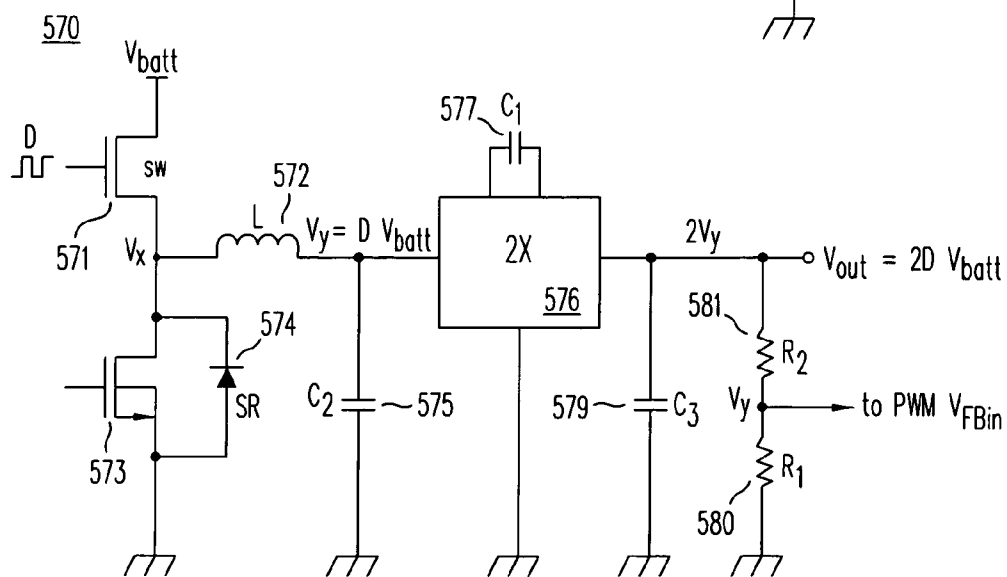 570
V_batt
D
SW
571
V_x
L
572
V_y = D V_batt
577
C_1
2X
576
2V_y
V_out = 2D V_batt
581
R_2
574
SR
573
C_2
575
579
C_3
V_y
to PWM V_FBin
R_1
580